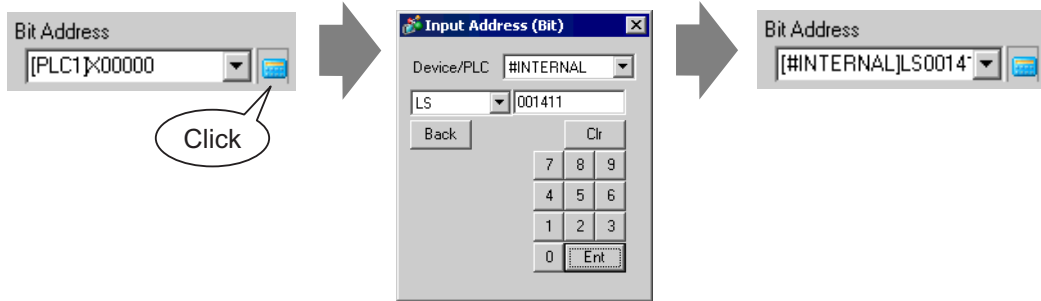 Bit Address
[PLC1]X00000
Click
Input Address (Bit)
Device/PLC #INTERNAL
LS 001411
Back Clr
7 8 9
4 5 6
1 2 3
0 Ent
Bit Address
[#INTERNAL]LS00141